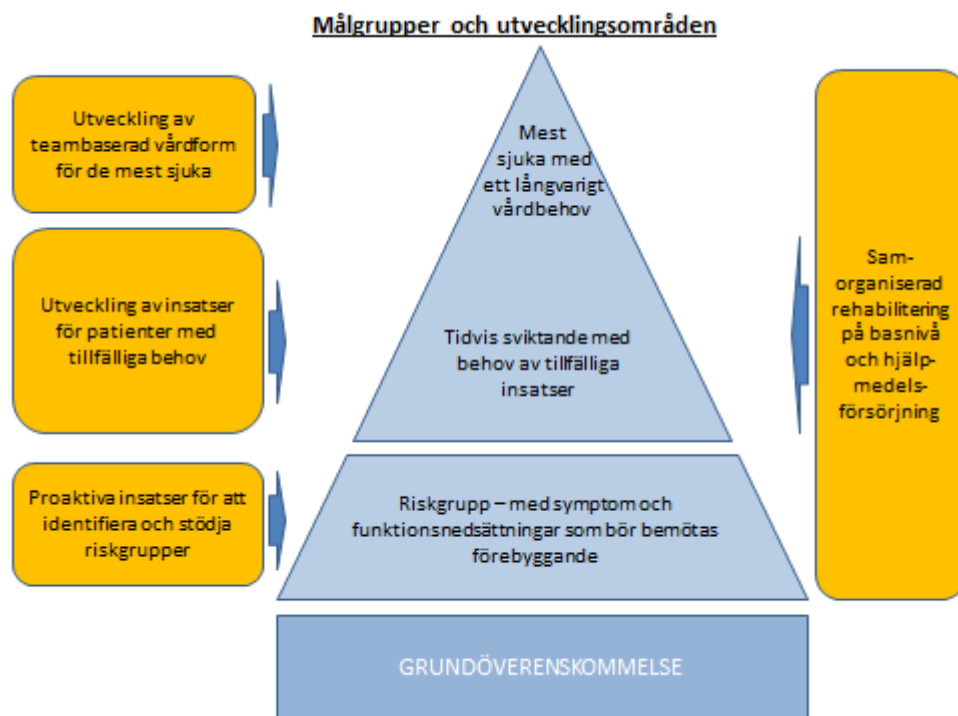 Målgrupper och utvecklingsområden
Utveckling av
teambaserad vårdform
för de mest sjuka
Mest
sjuka med
ett långvarigt
vårdbehov
Utveckling av insatser
för patienter med
tillfälliga behov
Tidvis sviktande med
behov av tillfälliga
insatser
Sam-
organiserad
rehabilitering
på basnivå
och hjälp-
medels-
försörjning
Proaktiva insatser för att
identifiera och stödja
riskgrupper
Riskgrupp – med symptom och
funktionsnedsättningar som bör bemötas
förebyggande
GRUNDÖVERENSKOMMELSE